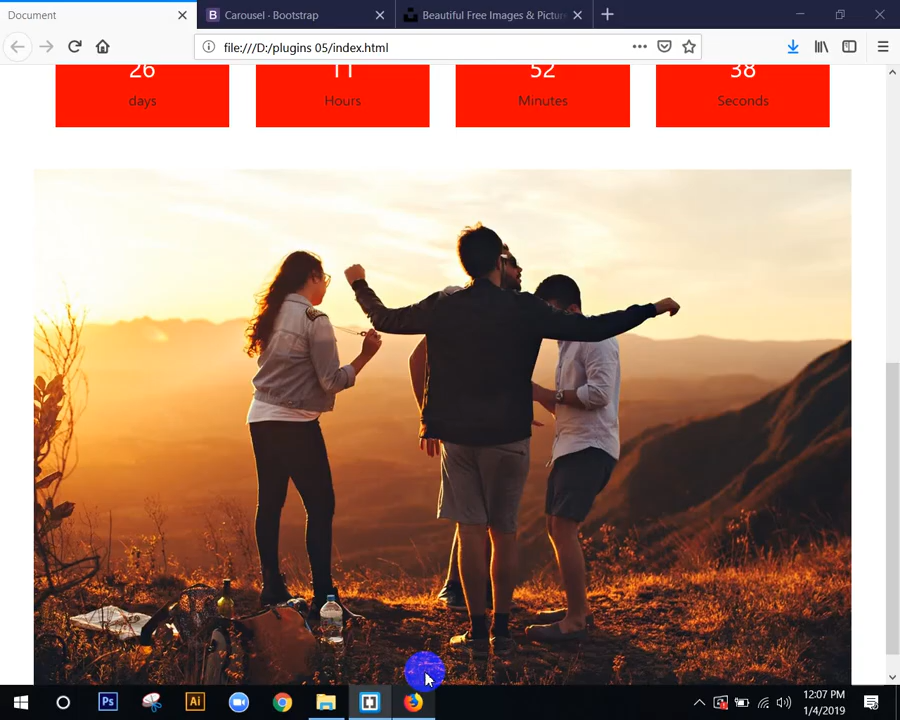 Document
Carousel · Bootstrap
Beautiful Free Images & Pictur
file:///D:/plugins 05/index.html
26
11
52
38
days
Hours
Minutes
Seconds
Ps
Ai
12:07 PM
1/4/2019